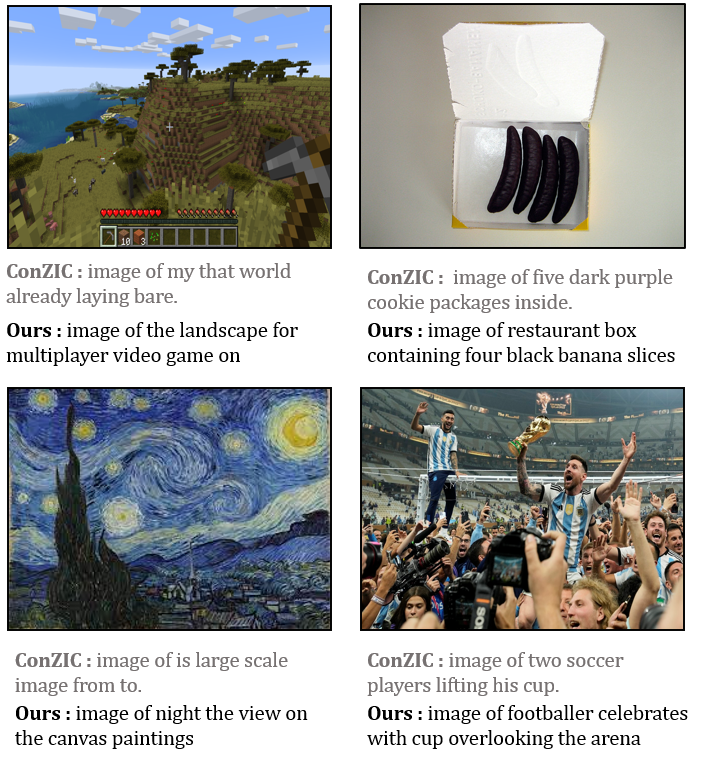 10 3
ConZIC : image of my that world
already laying bare.
Ours : image of the landscape for
multiplayer video game on
ConZIC :  image of five dark purple
cookie packages inside.
Ours : image of restaurant box
containing four black banana slices
SONY
ConZIC : image of is large scale
image from to.
Ours : image of night the view on
the canvas paintings
ConZIC : image of two soccer
players lifting his cup.
Ours : image of footballer celebrates
with cup overlooking the arena